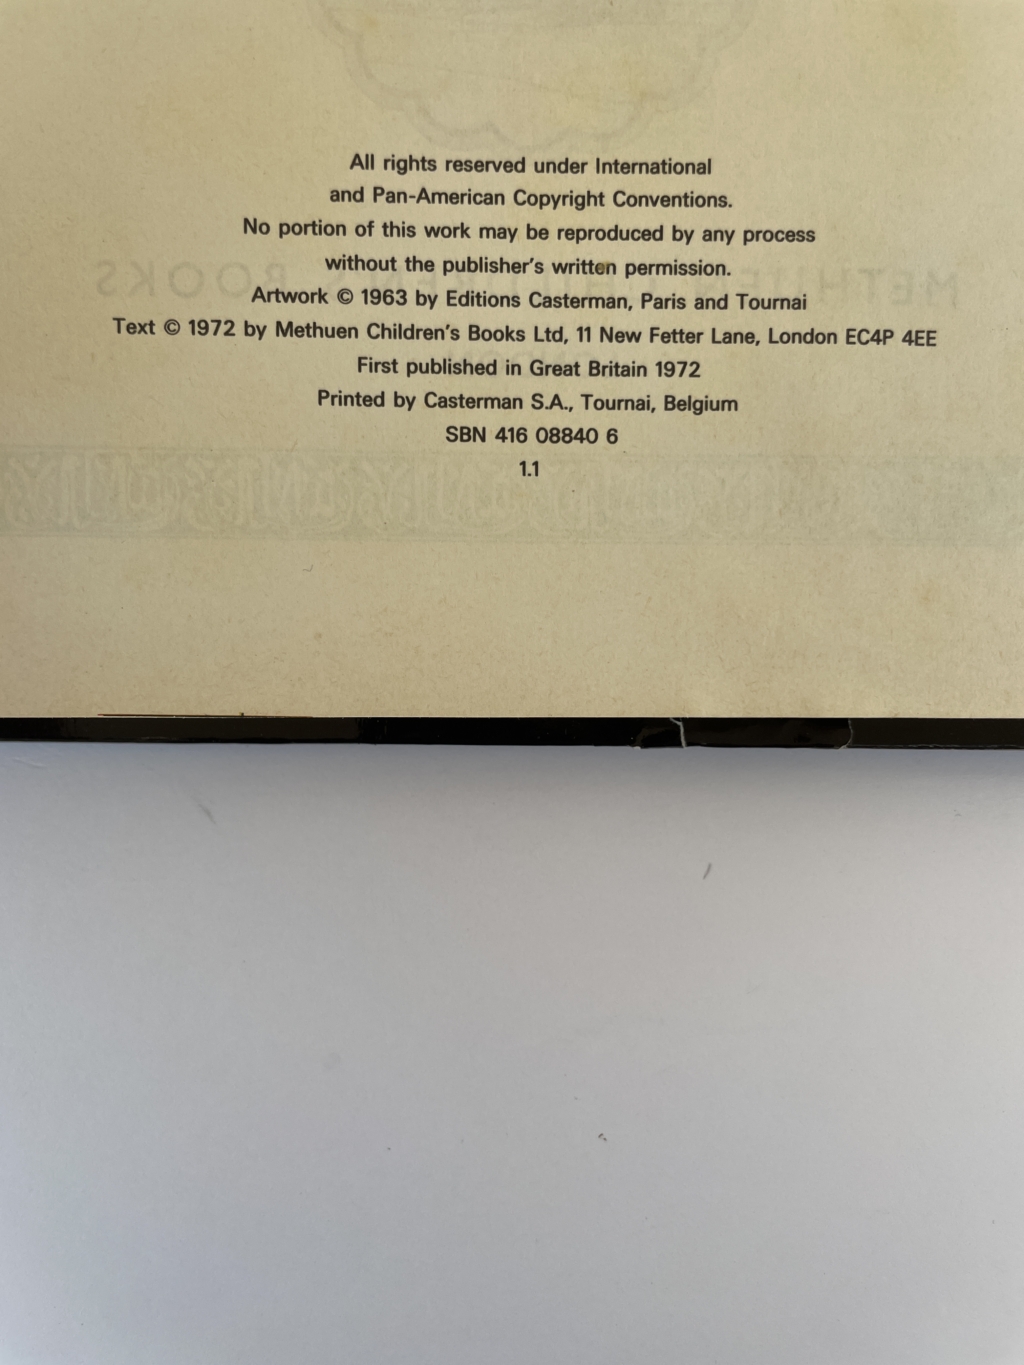 All rights reserved under International
and Pan-American Copyright Conventions.
No portion of this work may be reproduced by any process
without the publisher's written permission.
Artwork © 1963 by Editions Casterman, Paris and Tournai
Text © 1972 by Methuen Children's Books Ltd, 11 New Fetter Lane, London EC4P 4EE
First published in Great Britain 1972
Printed by Casterman S.A., Tournai, Belgium
SBN 416 08840 6
1.1